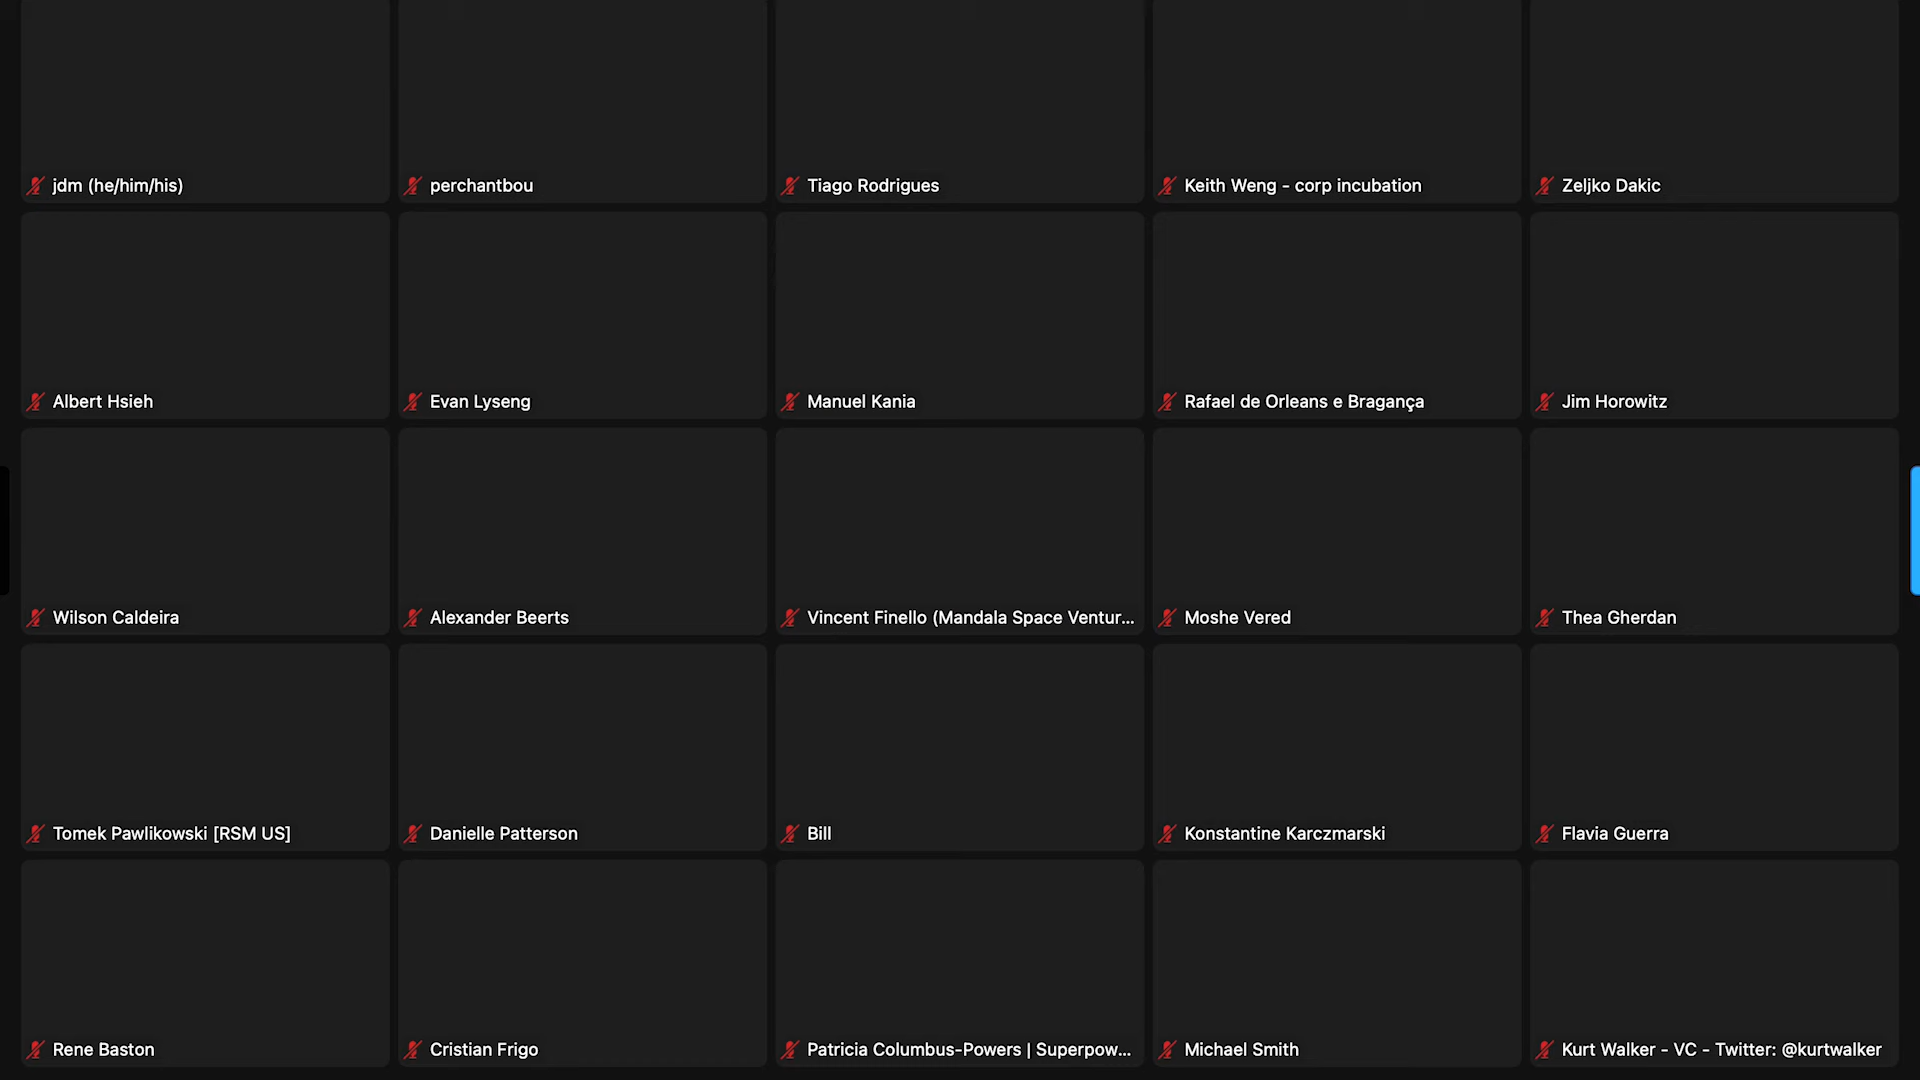 jdm (he/him/his)
perchantbou
Tiago Rodrigues
Keith Weng - corp incubation
Zeljko Dakic
Albert Hsieh
Evan Lyseng
Manuel Kania
Rafael de Orleans e Bragança
Jim Horowitz
Wilson Caldeira
Alexander Beerts
Vincent Finello (Mandala Space Ventur...
Moshe Vered
Thea Gherdan
Tomek Pawlikowski [RSM US]
Danielle Patterson
Bill
Konstantine Karczmarski
Flavia Guerra
Rene Baston
Cristian Frigo
Patricia Columbus-Powers | Superpow...
Michael Smith
Kurt Walker - VC - Twitter: @kurtwalker